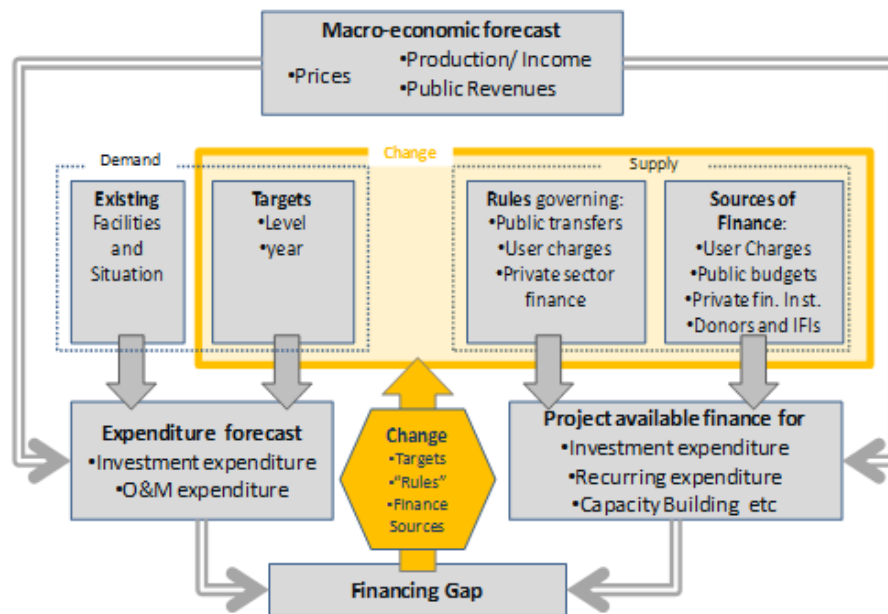 Macro-economic forecast
•Prices
•Production/ Income
•Public Revenues
Demand
Change
Supply
Existing
Facilities
and
Situation
Targets
•Level
•year
Rules governing:
•Public transfers
•User charges
•Private sector
finance
Sources of
Finance:
•User Charges
•Public budgets
•Private fin. Inst.
•Donors and IFIs
Expenditure forecast
•Investment expenditure
•O&M expenditure
Change
•Targets
•"Rules"
•Finance
Sources
Project available finance for
•Investment expenditure
•Recurring expenditure
•Capacity Building etc
Financing Gap